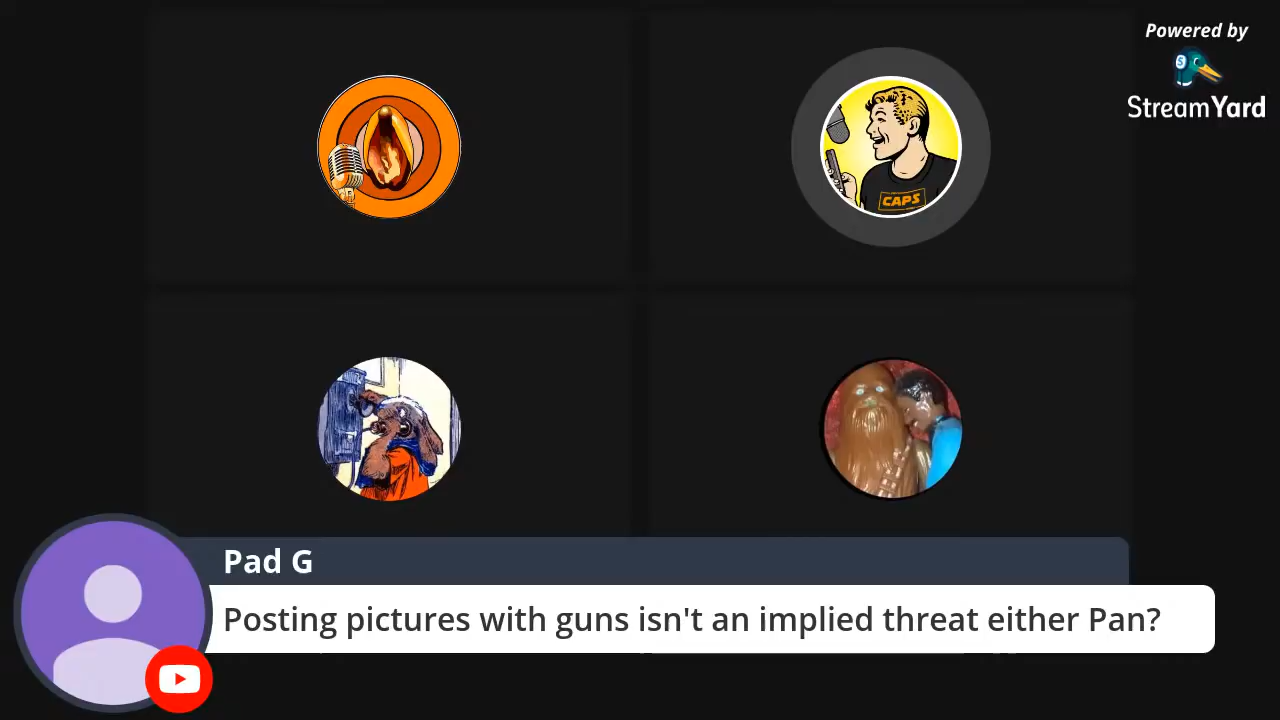 Powered by
StreamYard
CAPS
Pad G
Posting pictures with guns isn't an implied threat either Pan?